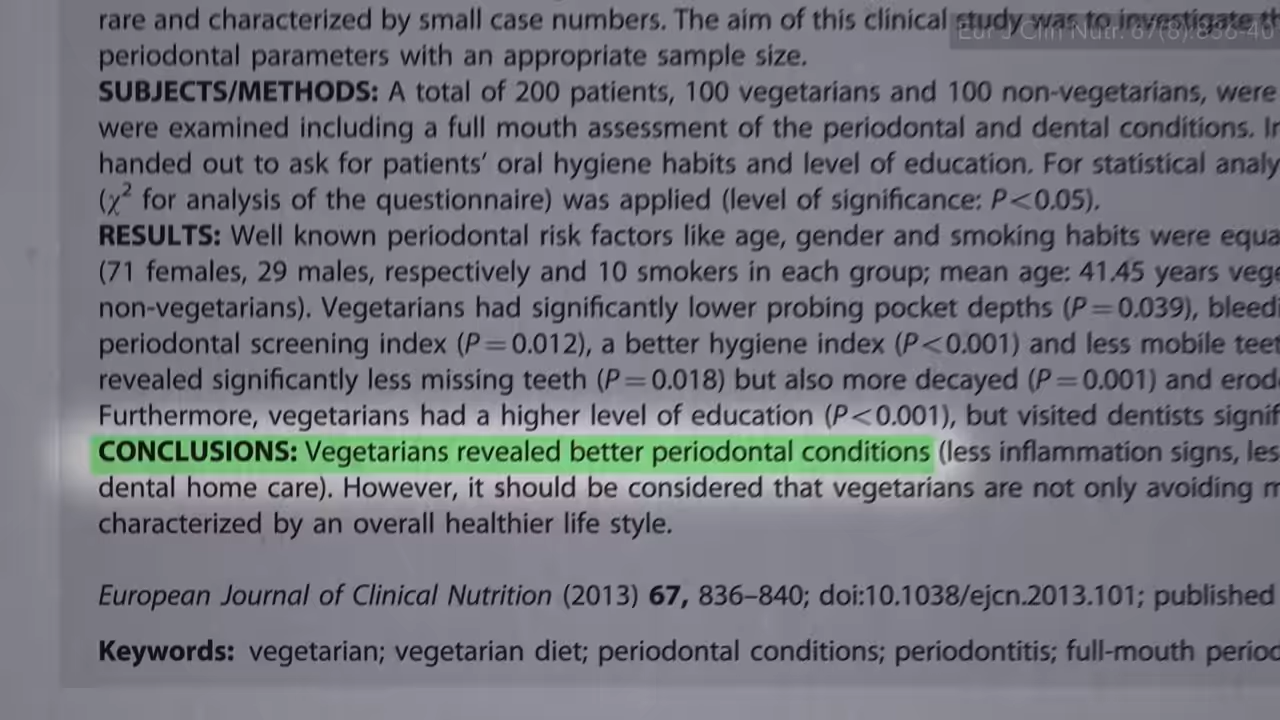 rare and characterized by small case numbers. The aim of this clinical study was to investigate
Eur J Clin Nutr. 67(8):836-40
periodontal parameters with an appropriate sample size.
SUBJECTS/METHODS: A total of 200 patients, 100 vegetarians and 100 non-vegetarians, were
were examined including a full mouth assessment of the periodontal and dental conditions.
handed out to ask for patients' oral hygiene habits and level of education. For statistical
(χ² for analysis of the questionnaire) was applied (level of significance: P<0.05).
RESULTS: Well known periodontal risk factors like age, gender and smoking habits were
(71 females, 29 males, respectively and 10 smokers in each group; mean age: 41.45 years
non-vegetarians). Vegetarians had significantly lower probing pocket depths (P=0.039),
periodontal screening index (P=0.012), a better hygiene index (P<0.001) and less mobile
revealed significantly less missing teeth (P=0.018) but also more decayed (P=0.001) and
Furthermore, vegetarians had a higher level of education (P<0.001), but visited dentists
CONCLUSIONS: Vegetarians revealed better periodontal conditions (less inflammation signs,
dental home care). However, it should be considered that vegetarians are not only avoiding
characterized by an overall healthier life style.
European Journal of Clinical Nutrition (2013) 67, 836–840; doi:10.1038/ejcn.2013.101; published
Keywords: vegetarian; vegetarian diet; periodontal conditions; periodontitis; full-mouth